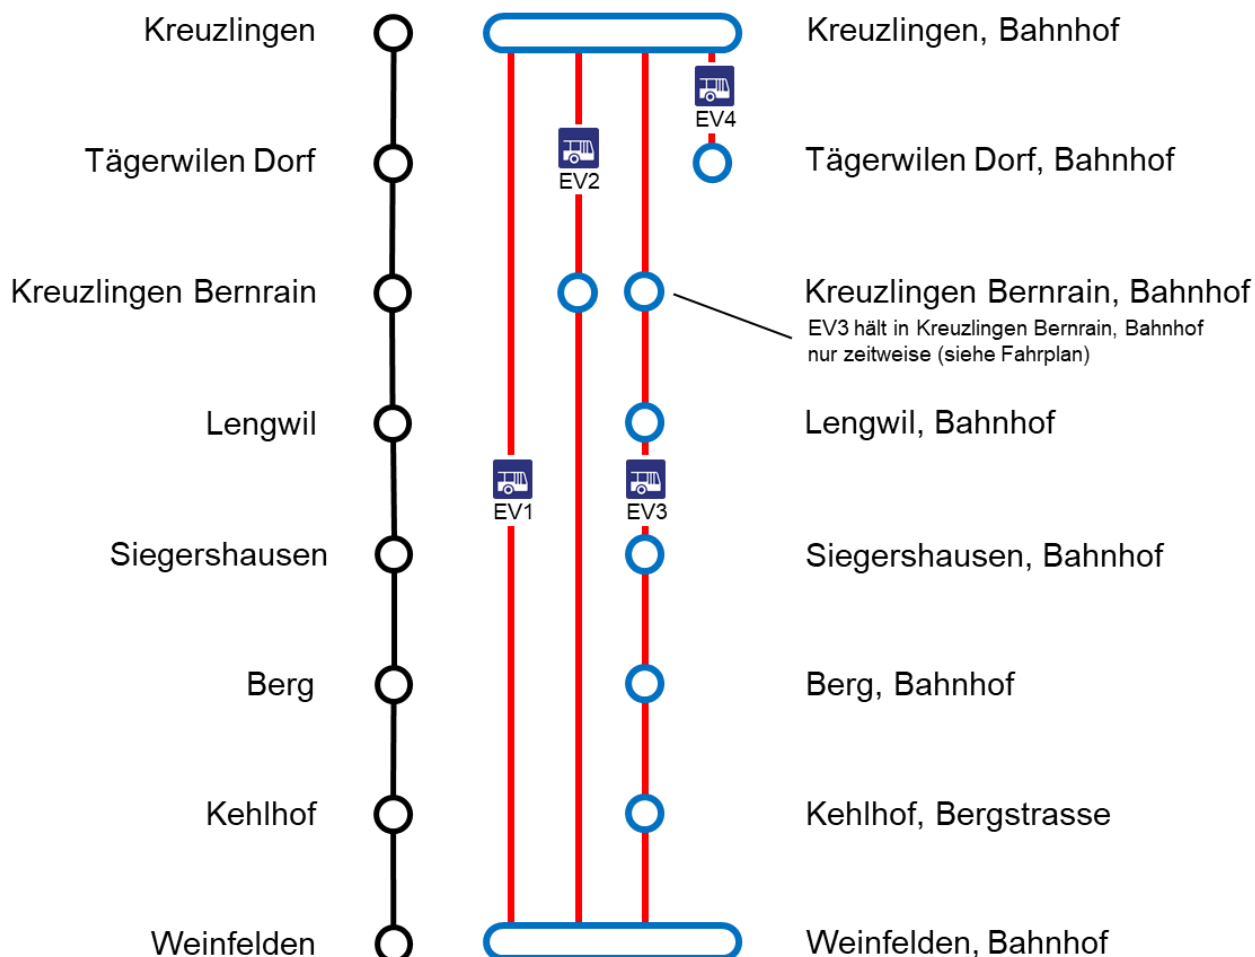 Kreuzlingen
Kreuzlingen, Bahnhof
EV4
Tägerwilen Dorf
EV2
Tägerwilen Dorf, Bahnhof
Kreuzlingen Bernrain
Kreuzlingen Bernrain, Bahnhof
EV3 hält in Kreuzlingen Bernrain, Bahnhof
nur zeitweise (siehe Fahrplan)
Lengwil
Lengwil, Bahnhof
EV1
EV3
Siegershausen
Siegershausen, Bahnhof
Berg
Berg, Bahnhof
Kehlhof
Kehlhof, Bergstrasse
Weinfelden
Weinfelden, Bahnhof